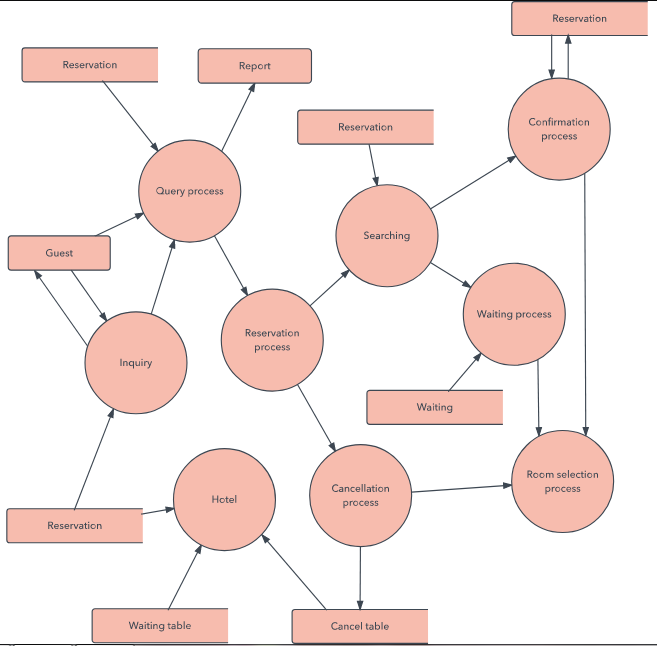 Reservation
Reservation
Report
Reservation
Confirmation
process
Query process
Searching
Guest
Waiting process
Reservation
process
Inquiry
Waiting
Room selection
process
Cancellation
process
Hotel
Reservation
Waiting table
Cancel table